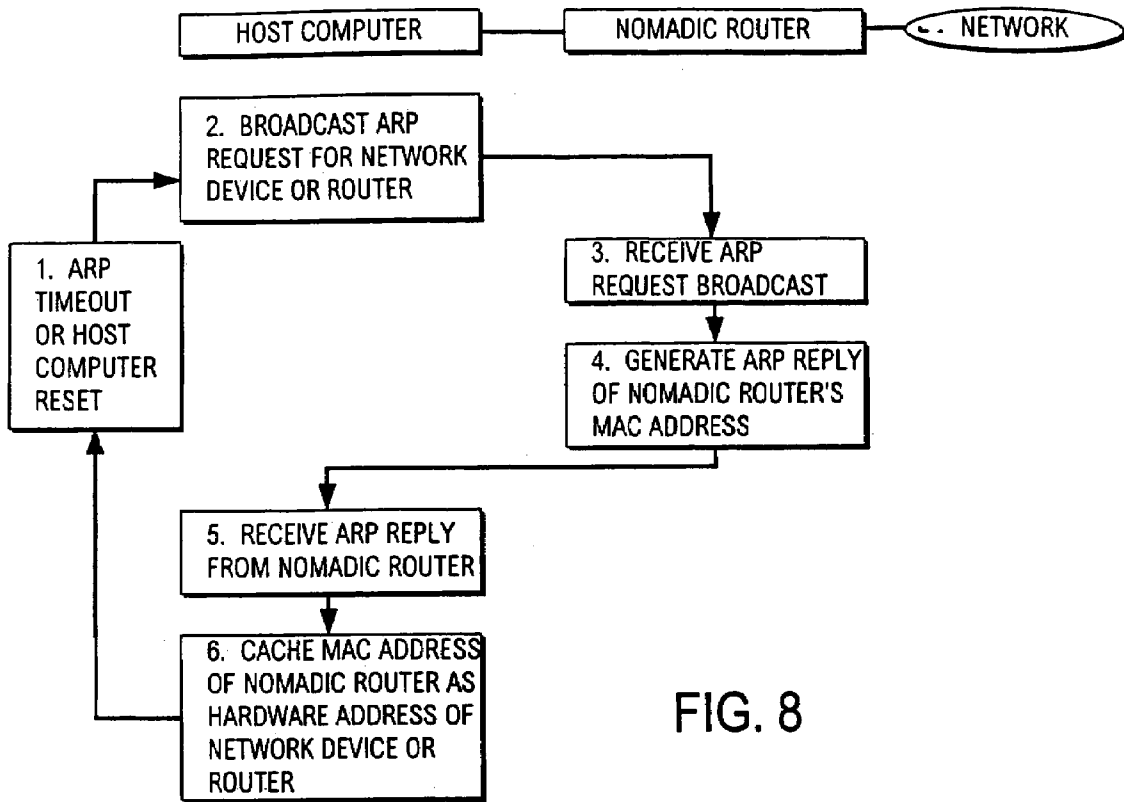 HOST COMPUTER
NOMADIC ROUTER
NETWORK
2. BROADCAST ARP
REQUEST FOR NETWORK
DEVICE OR ROUTER
1. ARP
TIMEOUT
OR HOST
COMPUTER
RESET
3. RECEIVE ARP
REQUEST BROADCAST
4. GENERATE ARP REPLY
OF NOMADIC ROUTER'S
MAC ADDRESS
5. RECEIVE ARP REPLY
FROM NOMADIC ROUTER
6. CACHE MAC ADDRESS
OF NOMADIC ROUTER AS
HARDWARE ADDRESS OF
NETWORK DEVICE OR
ROUTER
FIG. 8